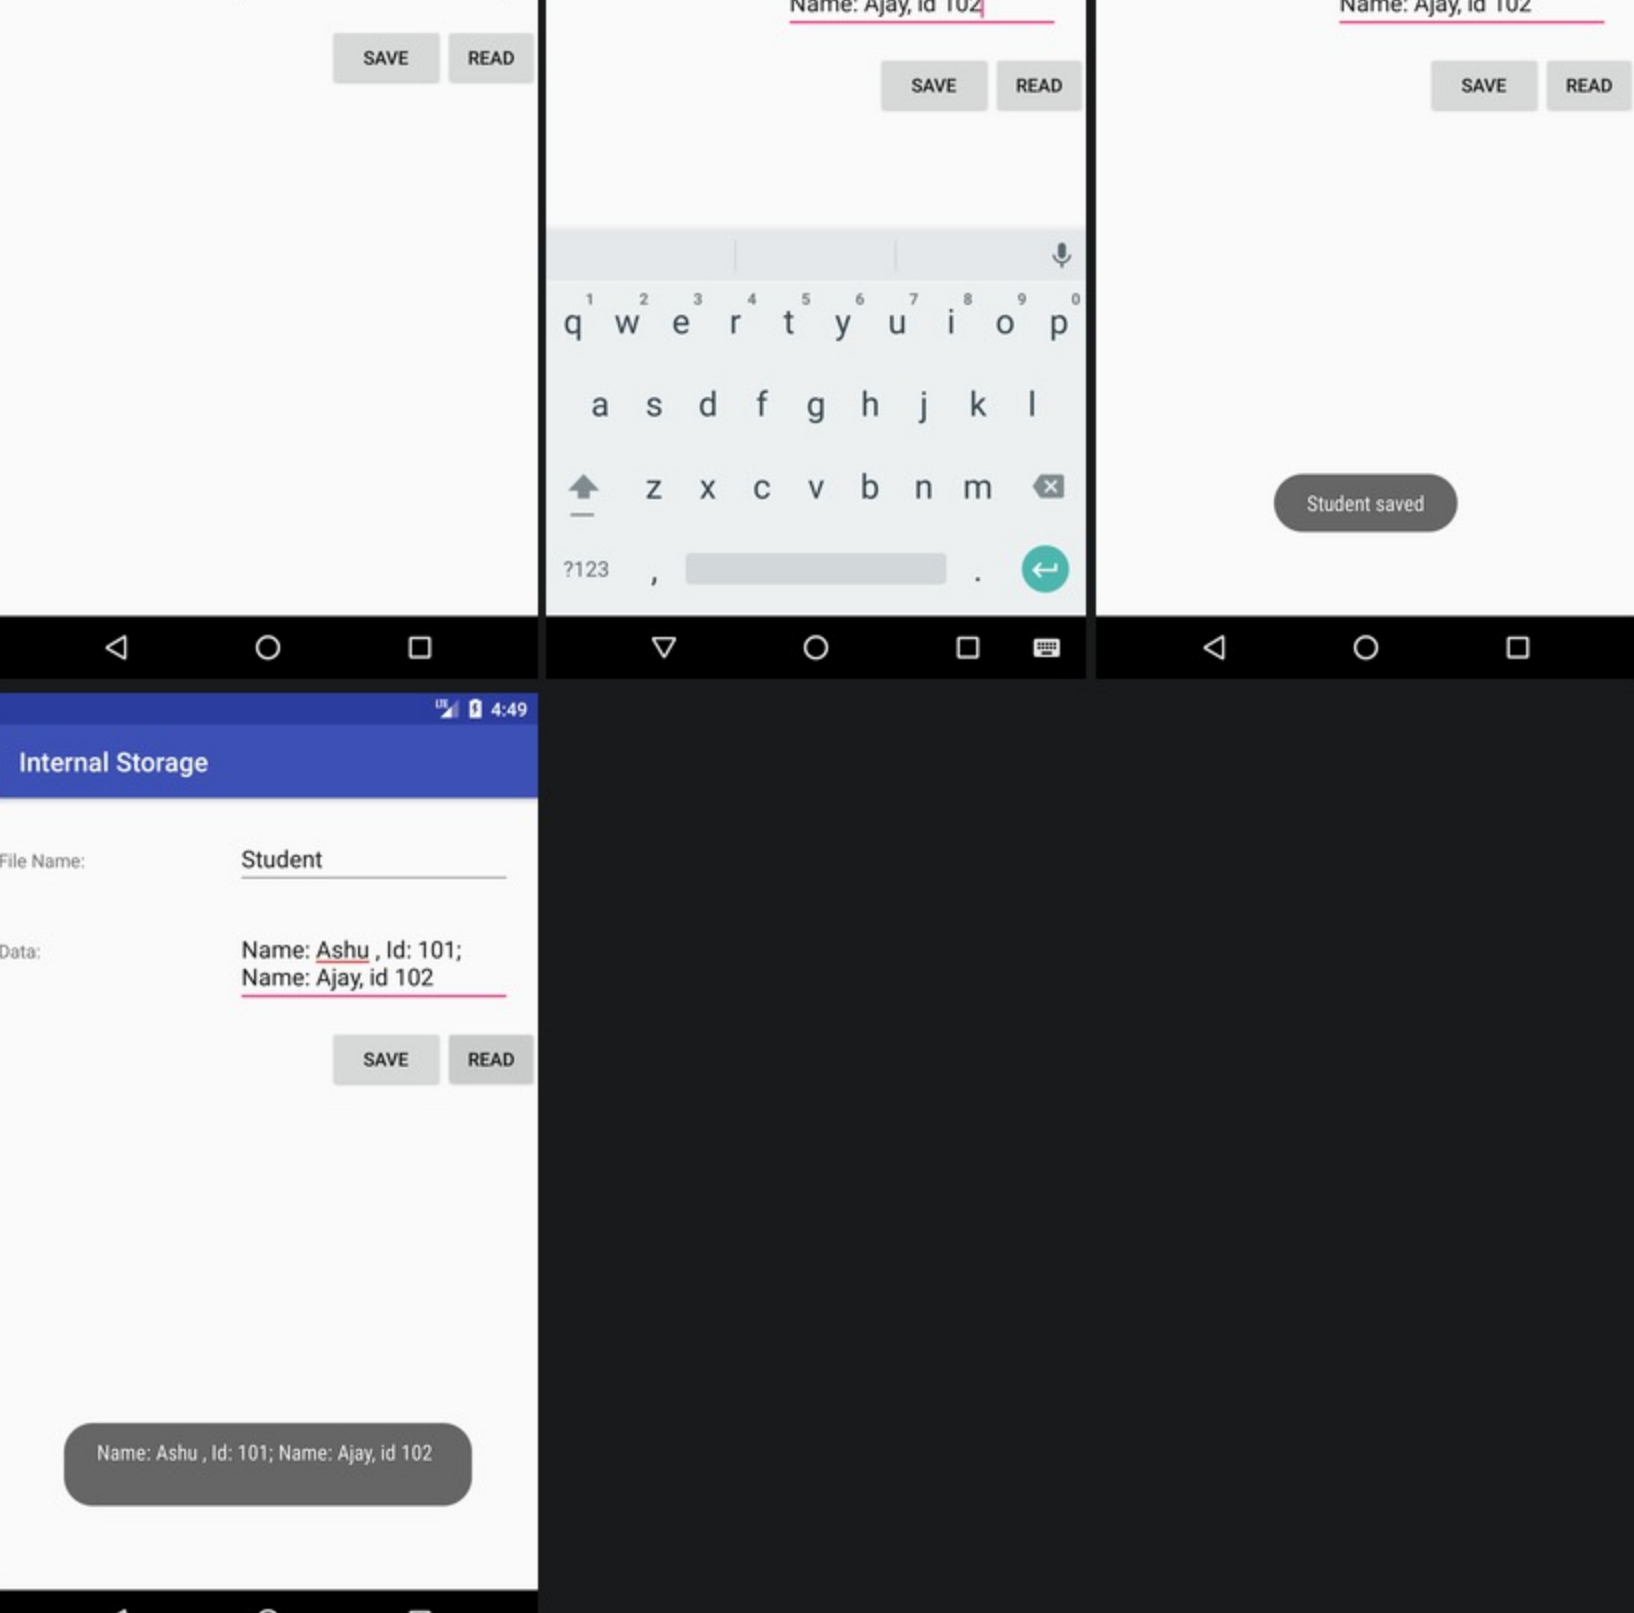 SAVE READ
Name: Ajay, id 102
SAVE READ
1 2 3 4 5 6 7 8 9 0
q w e r t y u i o p
a s d f g h j k l
z x c v b n m
?123 , .
Name: Ajay, id 102
SAVE READ
Student saved
LTE 4:49
Internal Storage
File Name: Student
Data: Name: Ashu , Id: 101;
Name: Ajay, id 102
SAVE READ
Name: Ashu , Id: 101; Name: Ajay, id 102